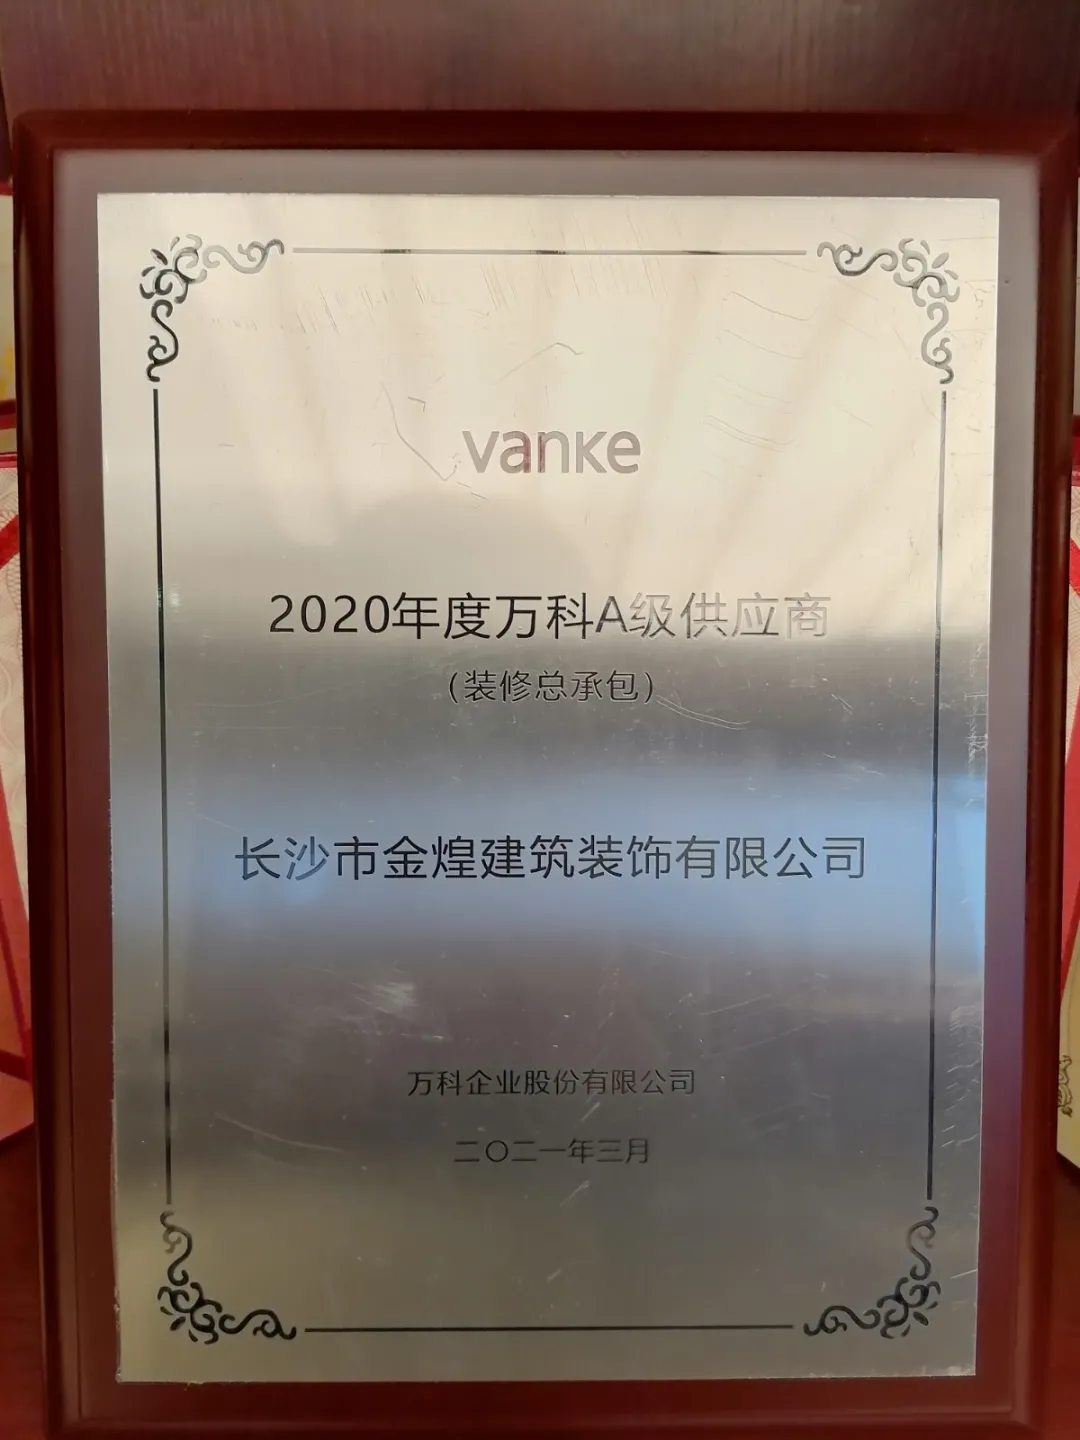 vanke
2020年度万科A级供应商
(装修总承包)
长沙市金煌建筑装饰有限公司
万科企业股份有限公司
二〇二一年三月